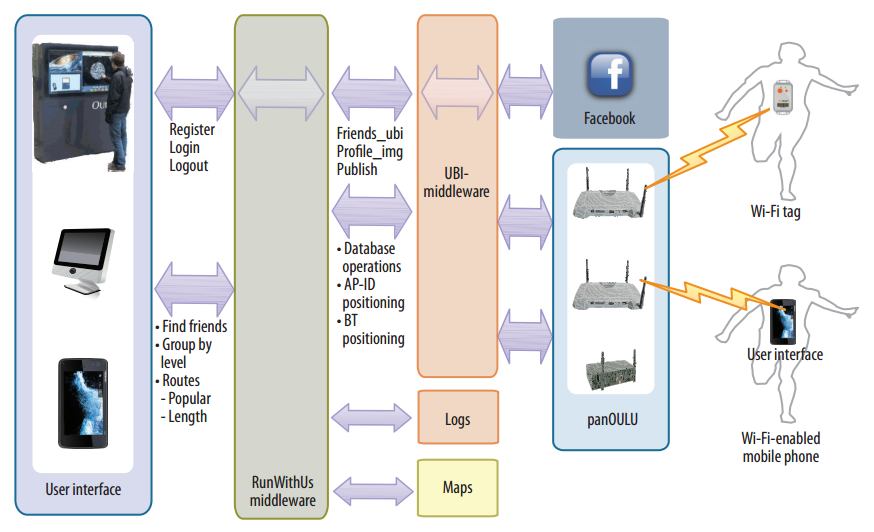 OUL
Register
Login
Logout
• Find friends
• Group by
level
• Routes
- Popular
- Length
User interface
RunWithUs
middleware
Friends_ubi
Profile_img
Publish
• Database
operations
• AP-ID
positioning
• BT
positioning
UBI-
middleware
Logs
Maps
f
Facebook
panOULU
Wi-Fi tag
User interface
Wi-Fi-enabled
mobile phone